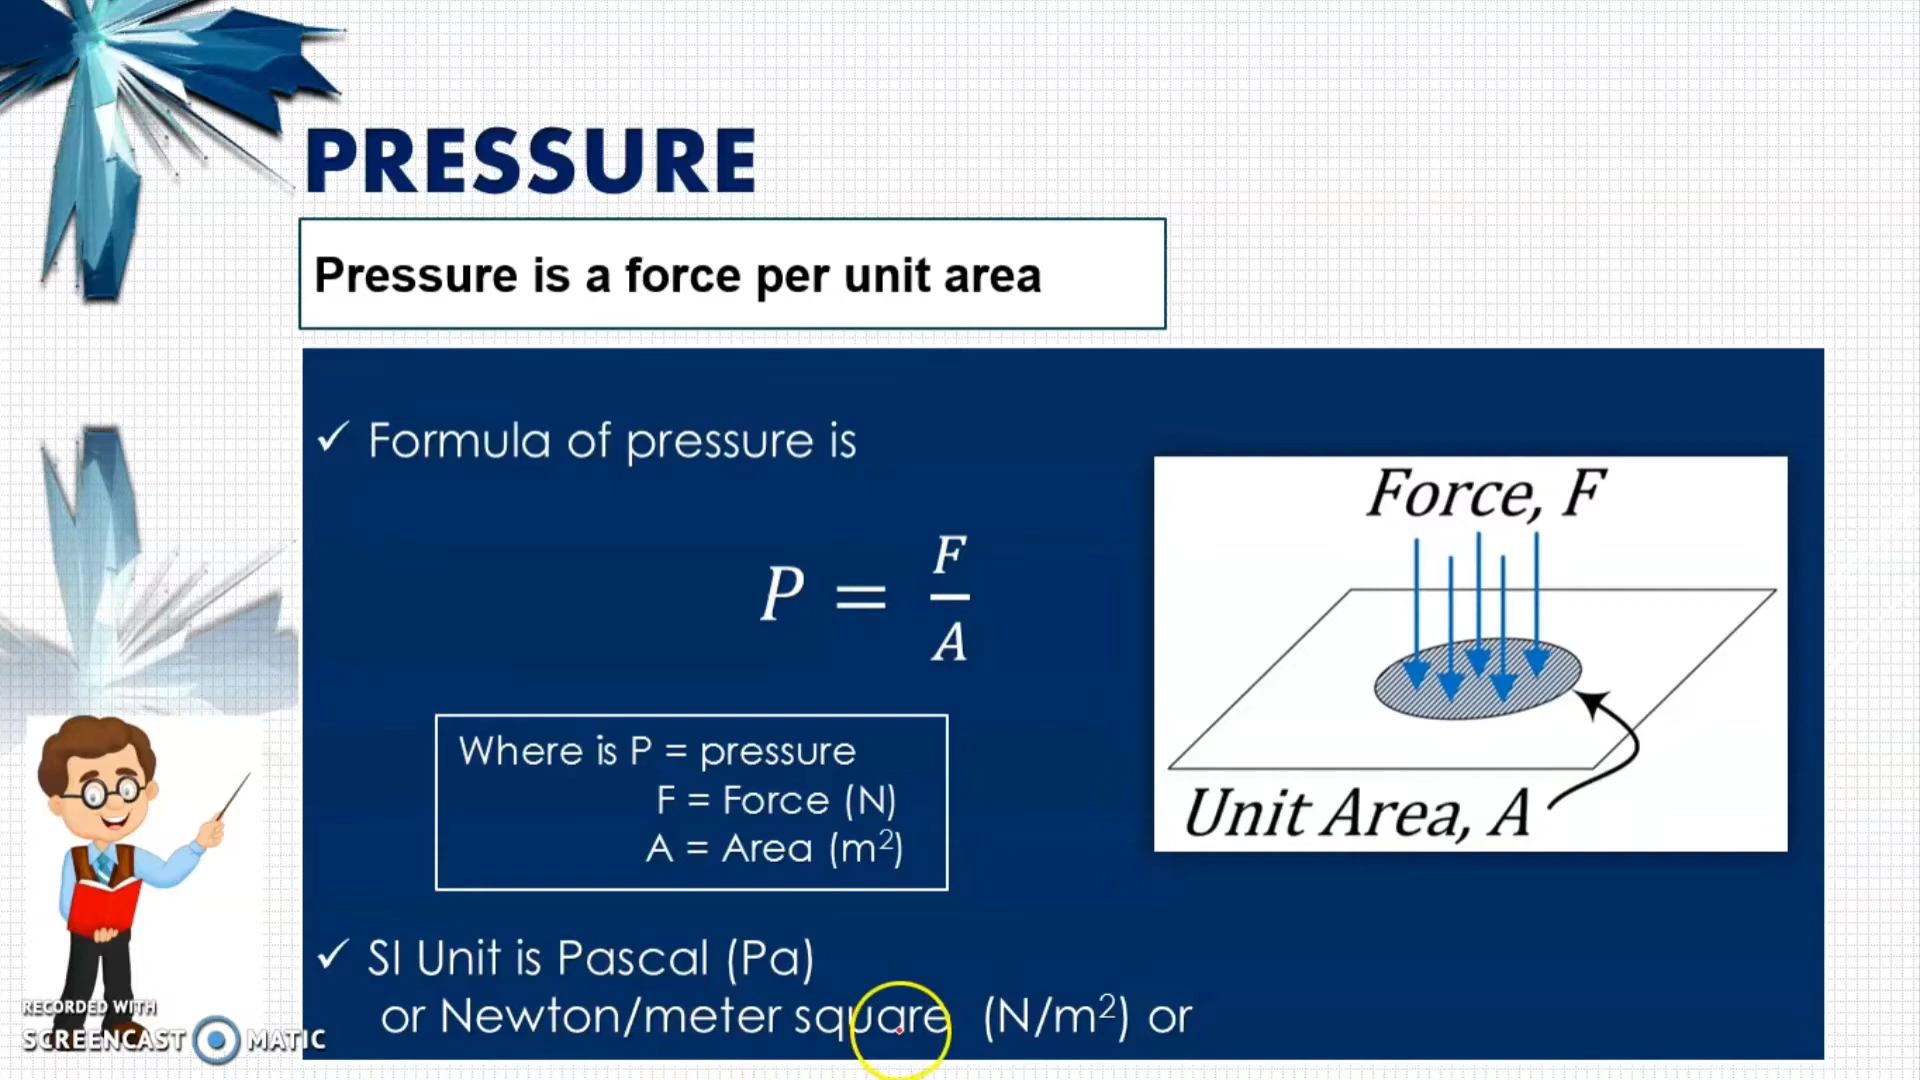 PRESSURE
Pressure is a force per unit area
✓ Formula of pressure is
P = F/A
Where is P = pressure
F = Force (N)
A = Area (m²)
Force, F
Unit Area, A
✓ SI Unit is Pascal (Pa)
or Newton/meter square (N/m²) or
RECORDED WITH
SCREENCAST MATIC